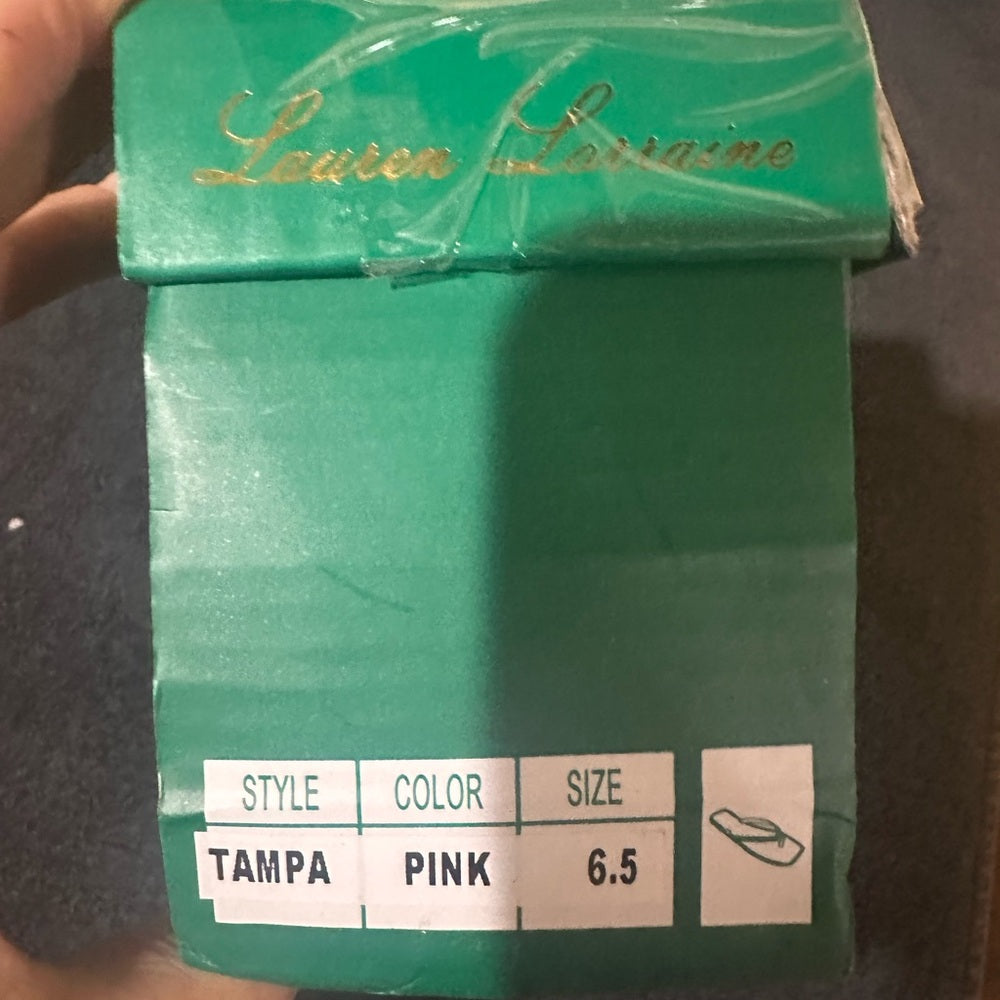 Lauren Lorraine
STYLE COLOR SIZE
TAMPA PINK 6.5